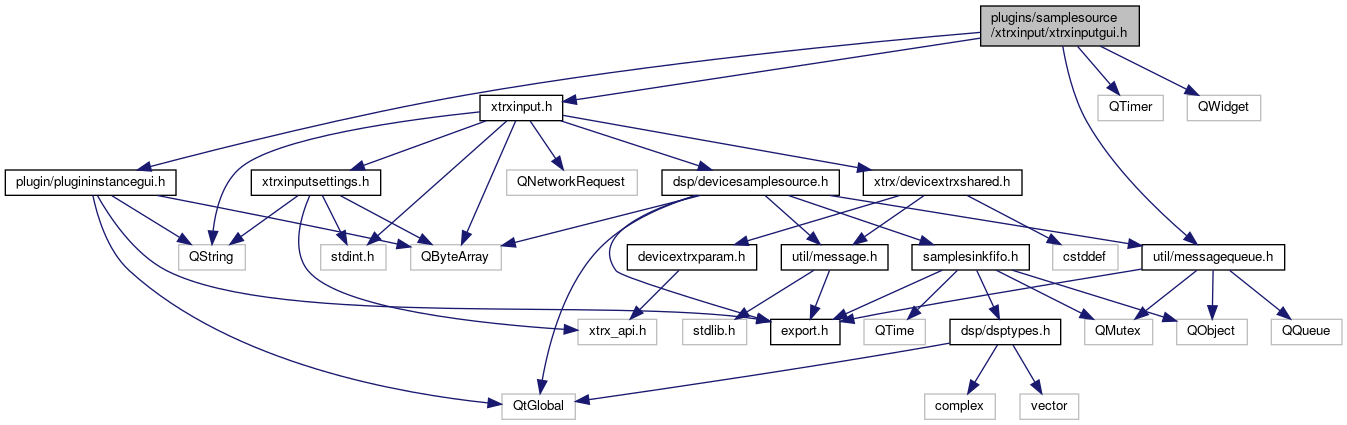 plugins/samplesource
/xtrxinput/xtrxinputgui.h
xtrxinput.h
QTimer
QWidget
plugin/plugininstancegui.h
xtrxinputsettings.h
QNetworkRequest
dsp/devicesamplesource.h
xtrx/devicextrxshared.h
QString
stdint.h
QByteArray
devicextrxparam.h
util/message.h
samplesinkfifo.h
cstddef
util/messagequeue.h
xtrx_api.h
stdlib.h
export.h
QTime
dsp/dsptypes.h
QMutex
QObject
QQueue
QtGlobal
complex
vector